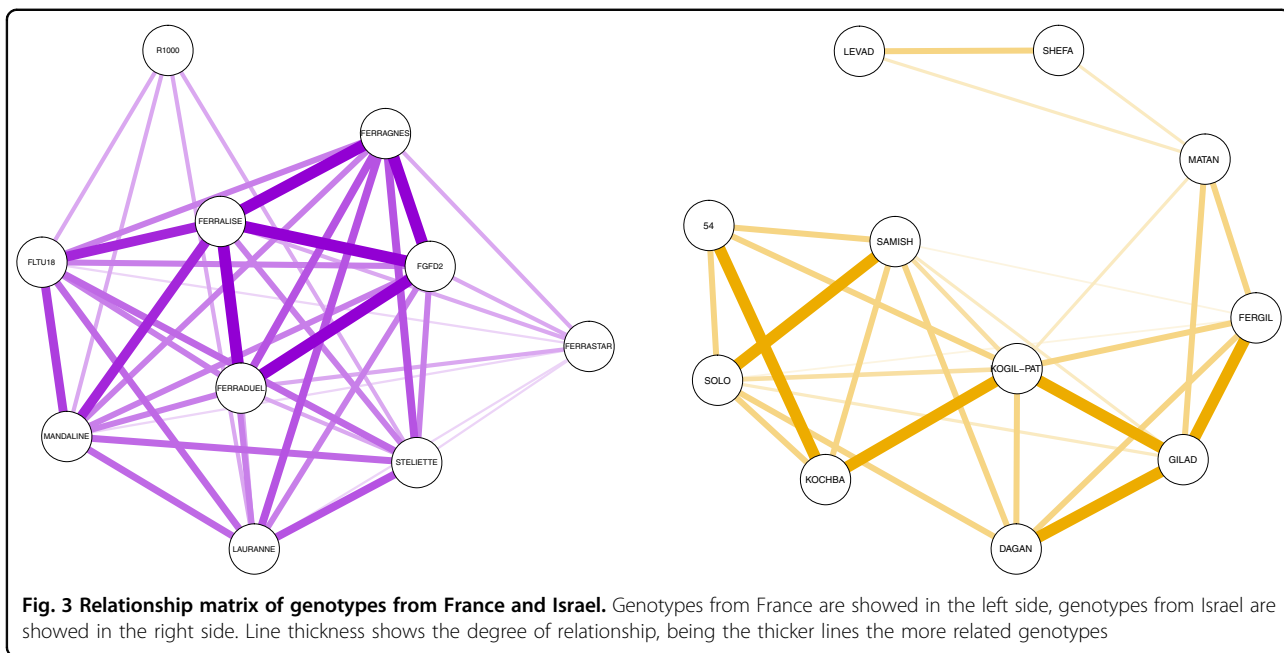 R1000
LEVAD
SHEFA
FERRAGNES
MATAN
FERRALISE
54
SAMISH
FLTU18
FGFD2
FERGIL
FERRASTAR
KOGIL-PAT
SOLO
FERRADUEL
MANDALINE
STELIETTE
GILAD
KOCHBA
LAURANNE
DAGAN
Fig. 3 Relationship matrix of genotypes from France and Israel. Genotypes from France are showed in the left side, genotypes from Israel are
showed in the right side. Line thickness shows the degree of relationship, being the thicker lines the more related genotypes